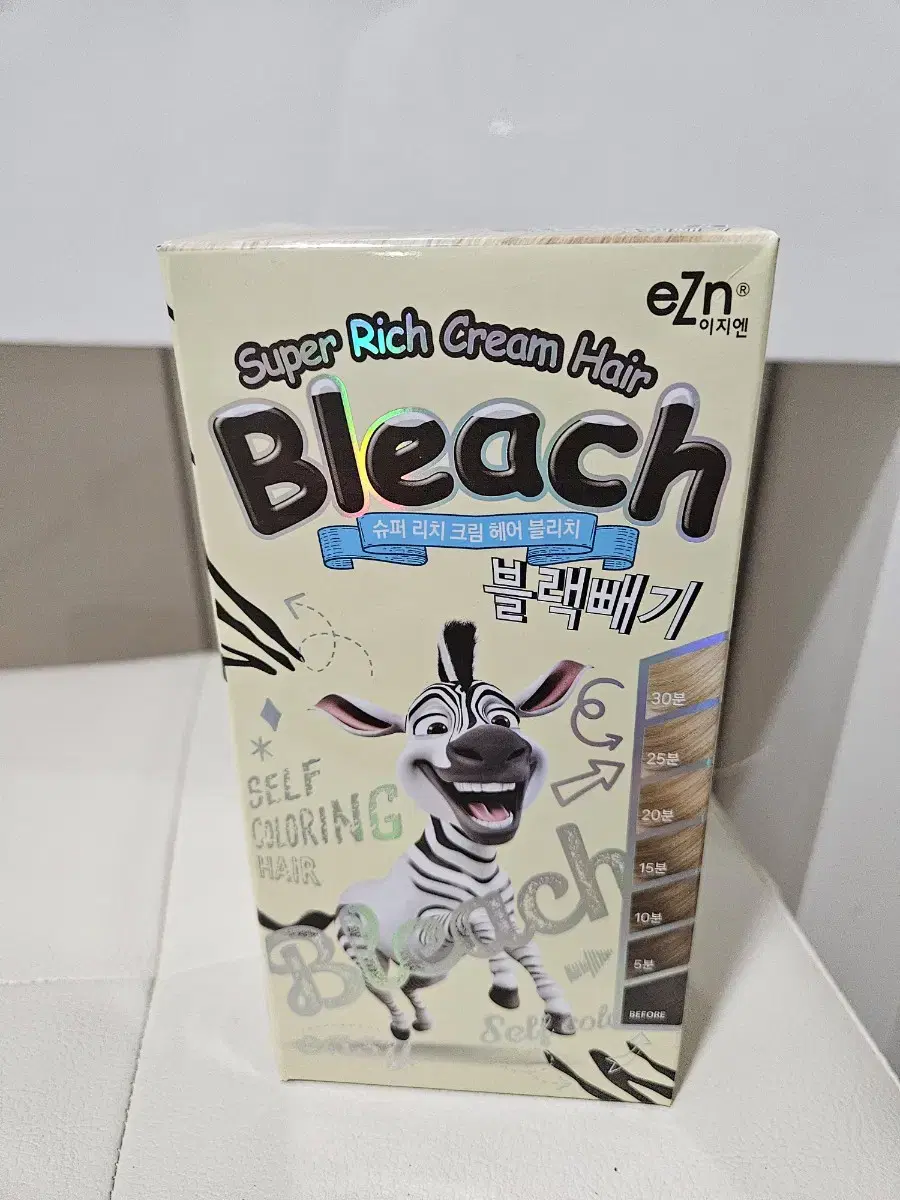 eZn®
이지엔
Super Rich Cream Hair
Bleach
슈퍼 리치 크림 헤어 블리치
블랙빼기
30분
25분
20분
15분
10분
5분
BEFORE
SELF
COLORING
HAIR
Bleach
Self